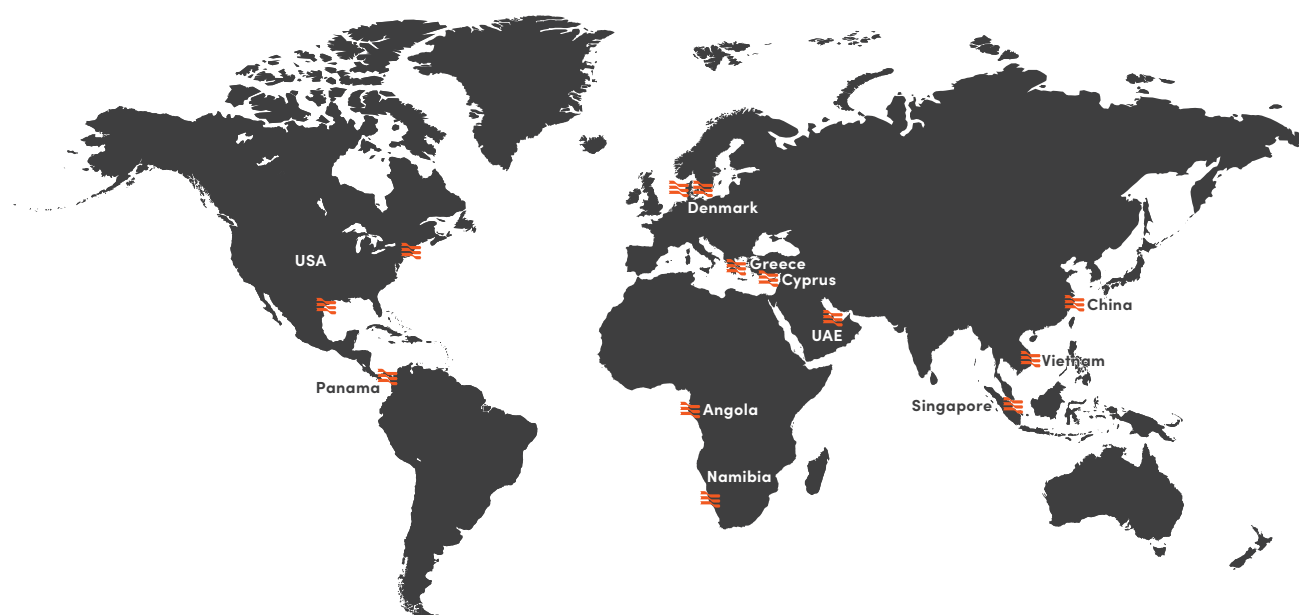 Denmark
USA
Greece
Cyprus
China
UAE
Vietnam
Panama
Singapore
Angola
Namibia